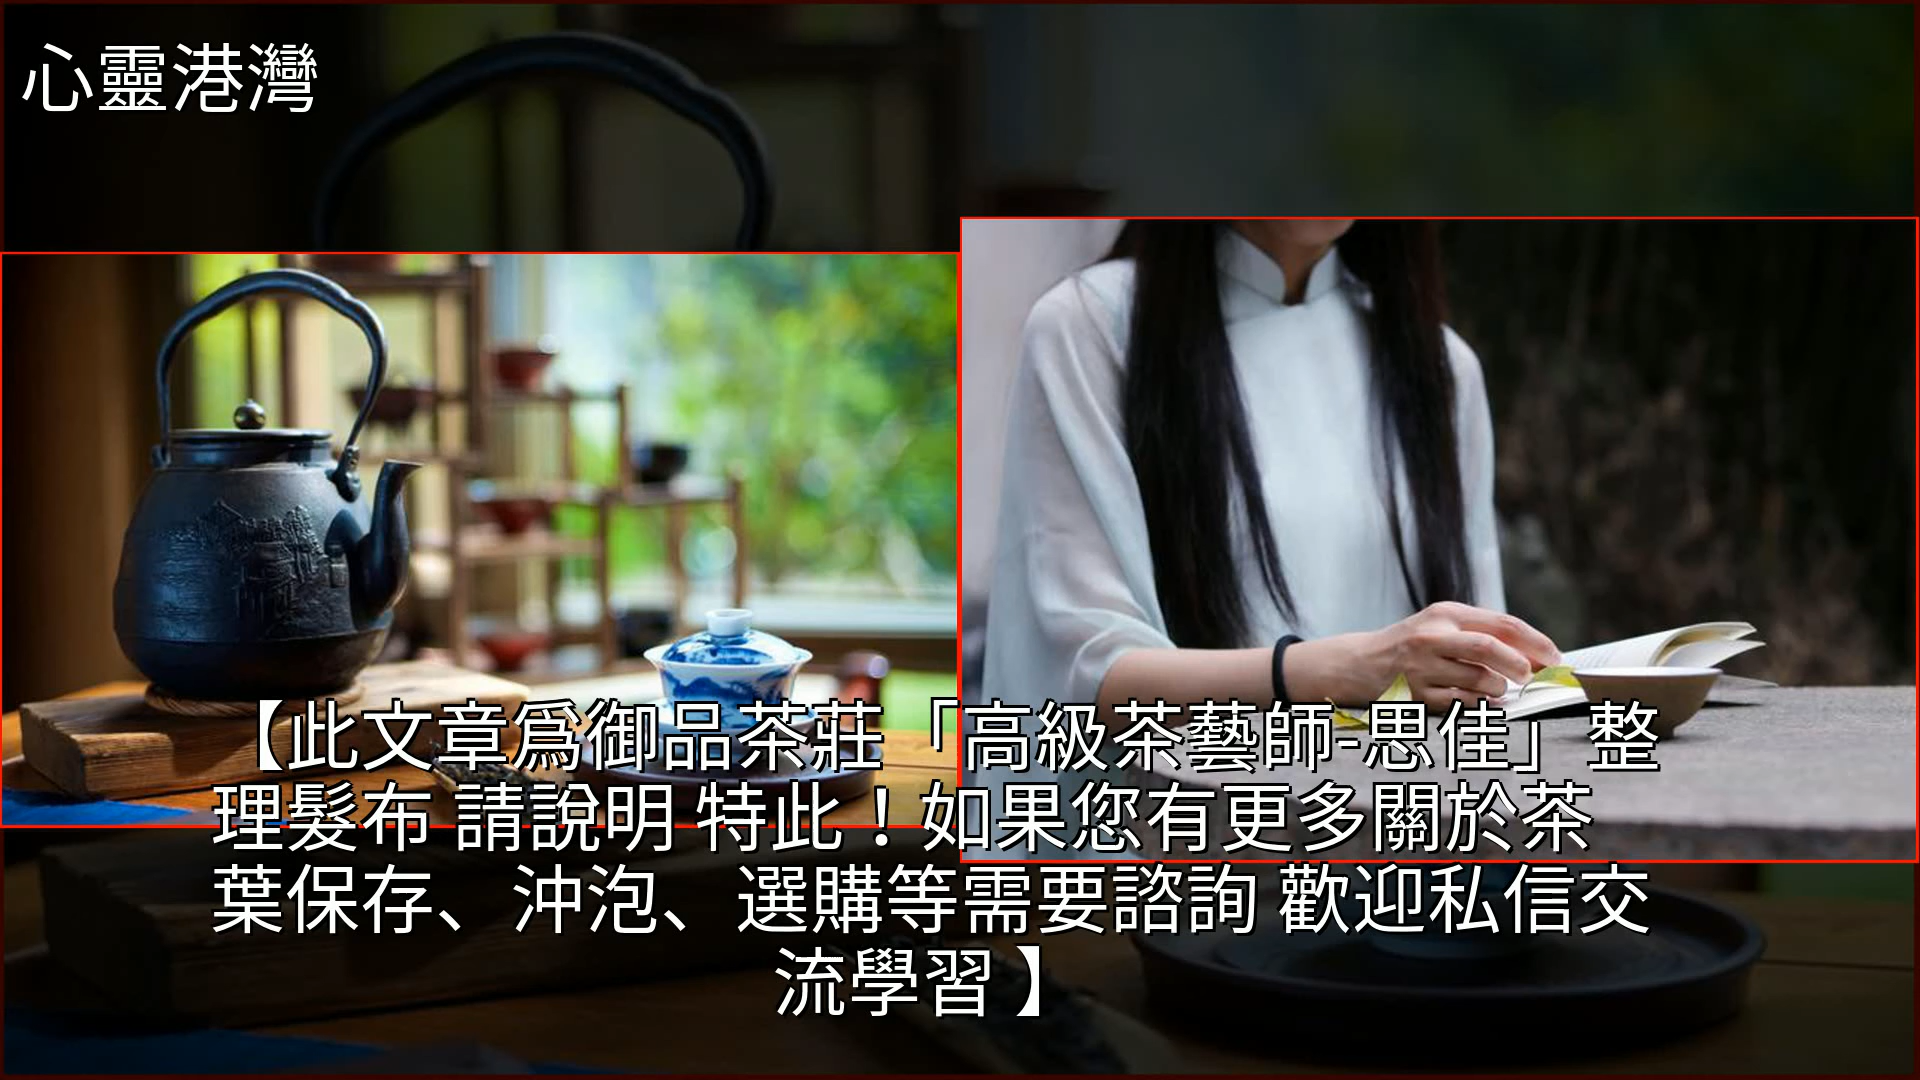 心靈港灣
【此文章爲御品茶莊「高級茶藝師-思佳」整
理髮布 請說明 特此！如果您有更多關於茶
葉保存、沖泡、選購等需要諮詢 歡迎私信交
流學習 】